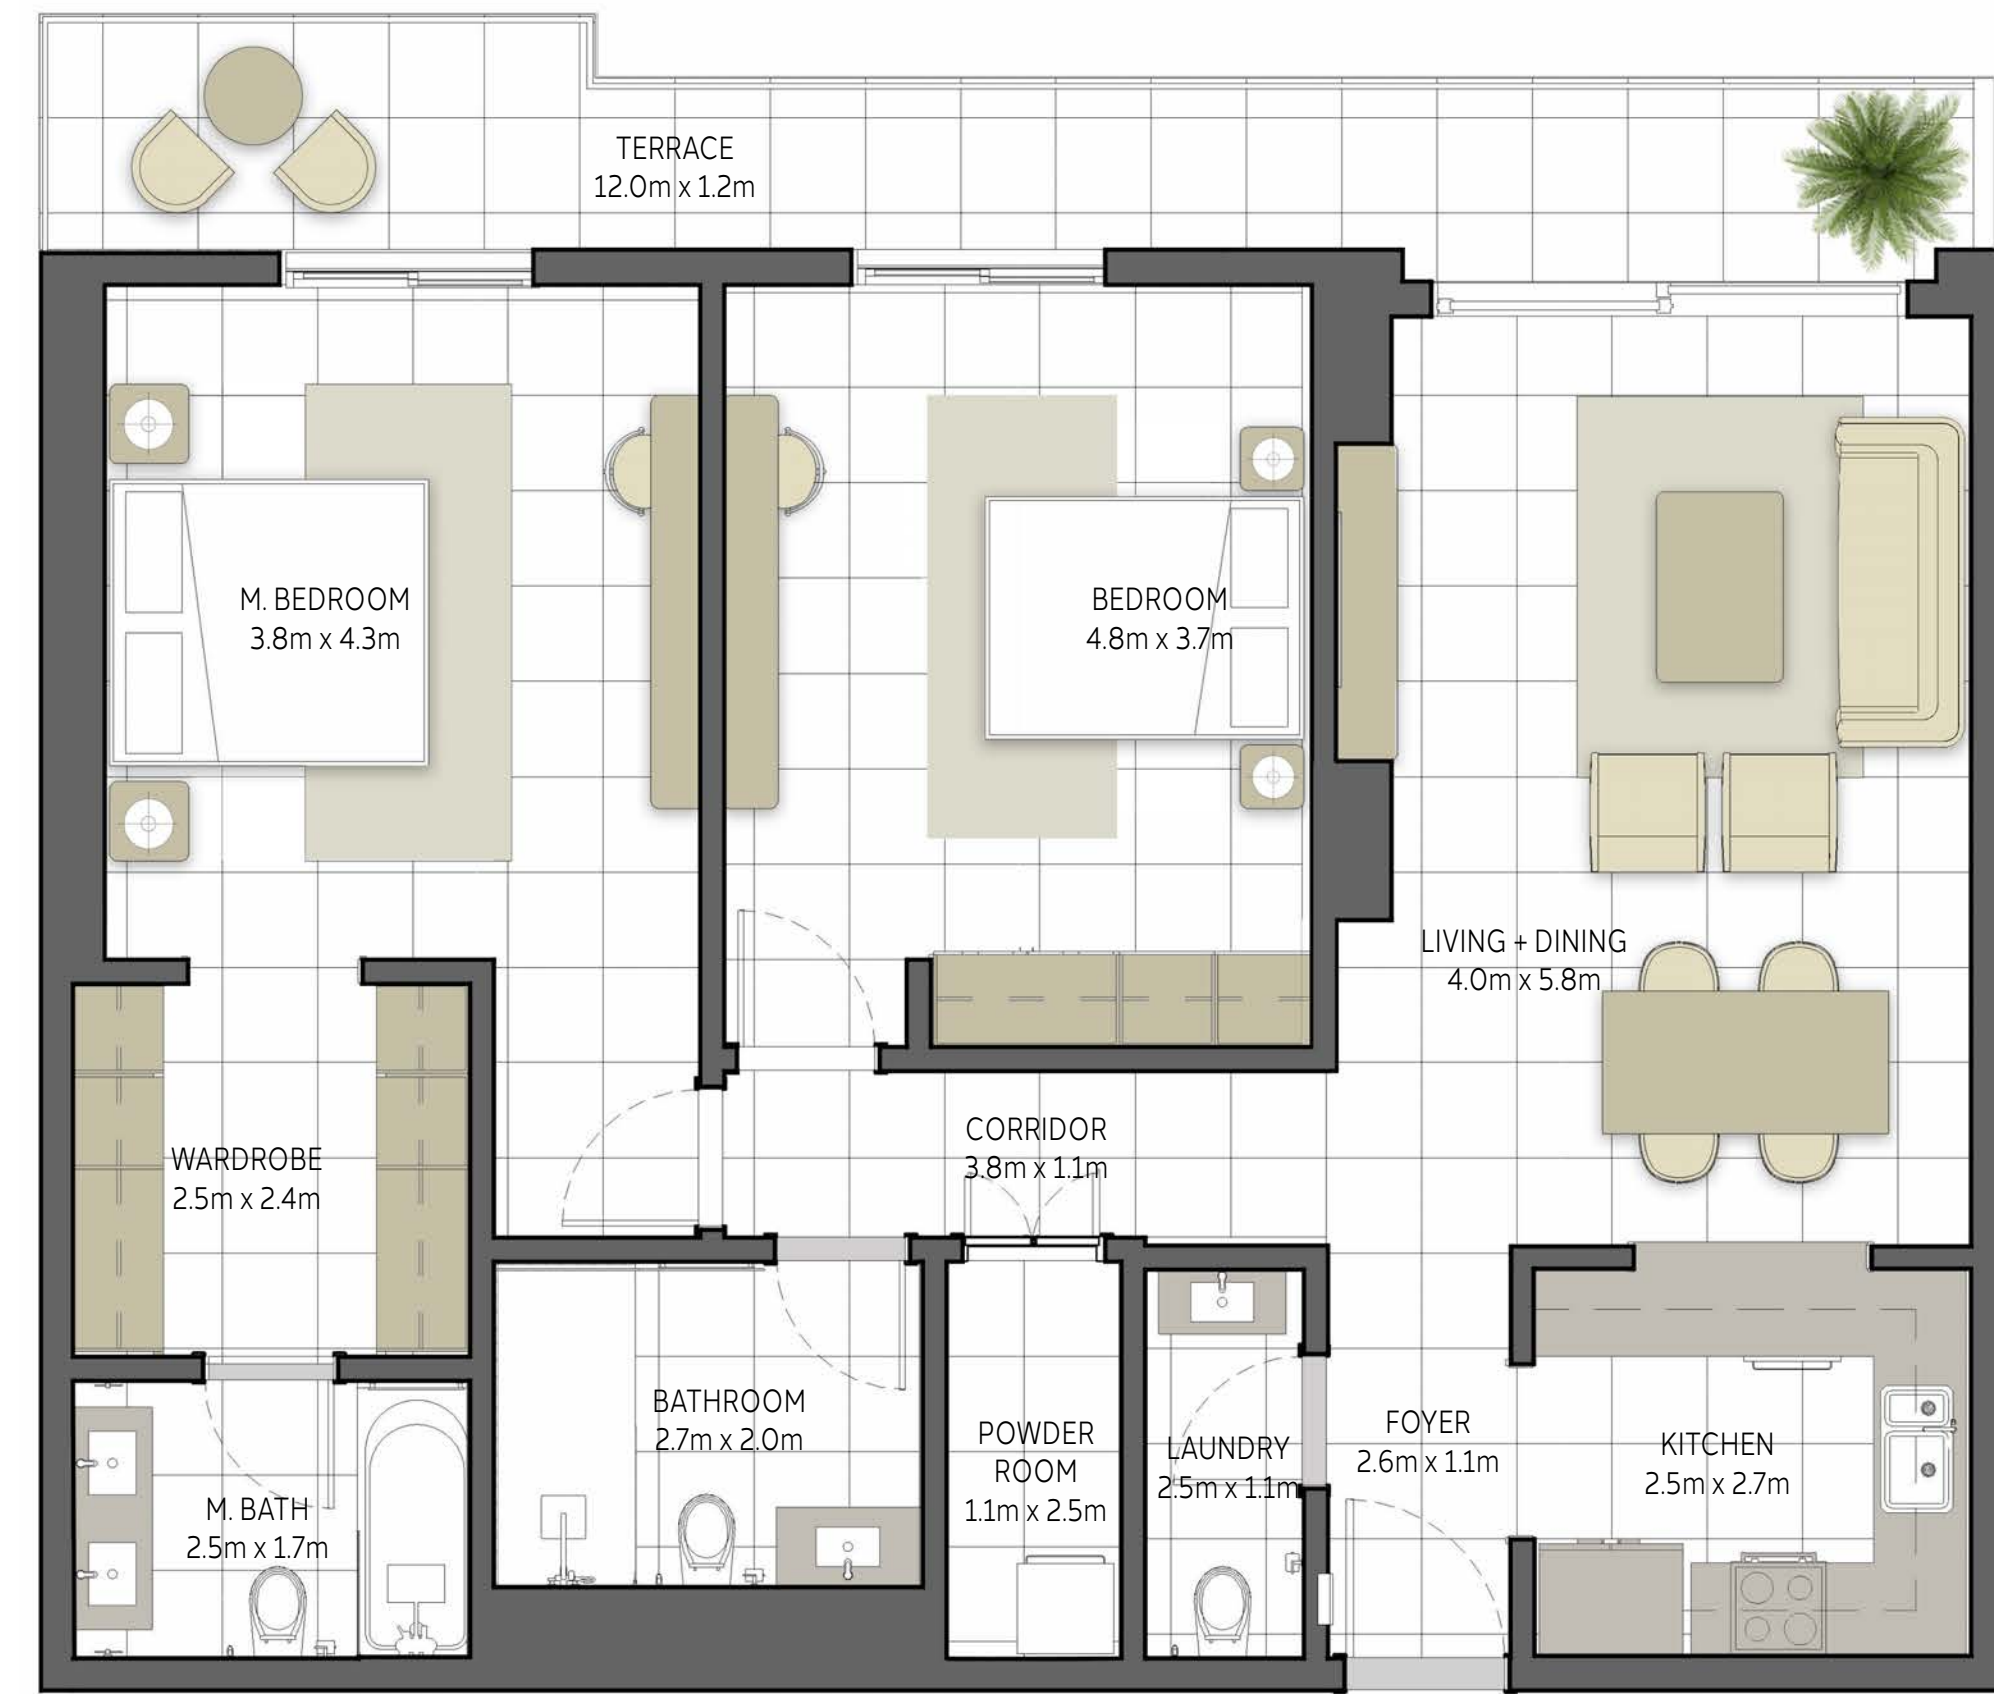 TERRACE
12.0m x 1.2m
M. BEDROOM
3.8m x 4.3m
BEDROOM
4.8m x 3.7m
LIVING + DINING
4.0m x 5.8m
CORRIDOR
3.8m x 1.1m
WARDROBE
2.5m x 2.4m
BATHROOM
2.7m x 2.0m
POWDER
ROOM
1.1m x 2.5m
LAUNDRY
2.5m x 1.1m
FOYER
2.6m x 1.1m
KITCHEN
2.5m x 2.7m
M. BATH
2.5m x 1.7m